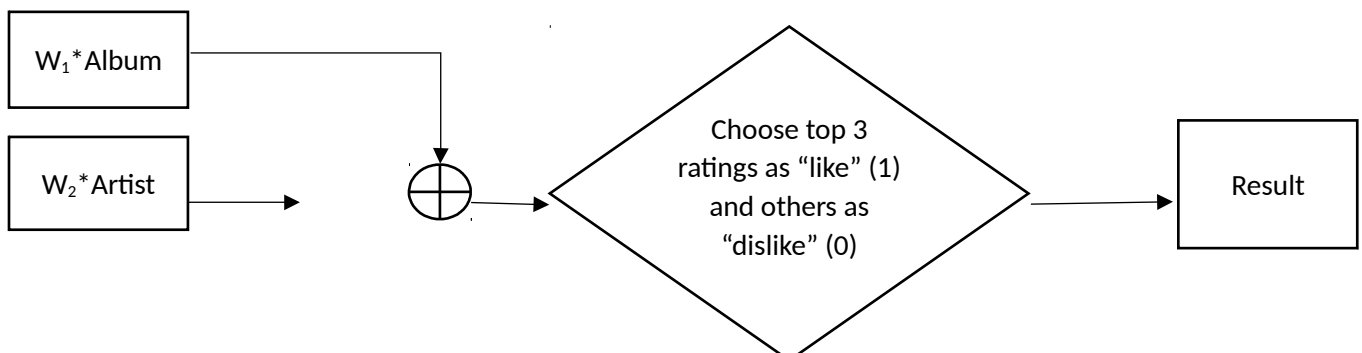 W₁*Album
W₂*Artist
Choose top 3
ratings as “like” (1)
and others as
“dislike” (0)
Result